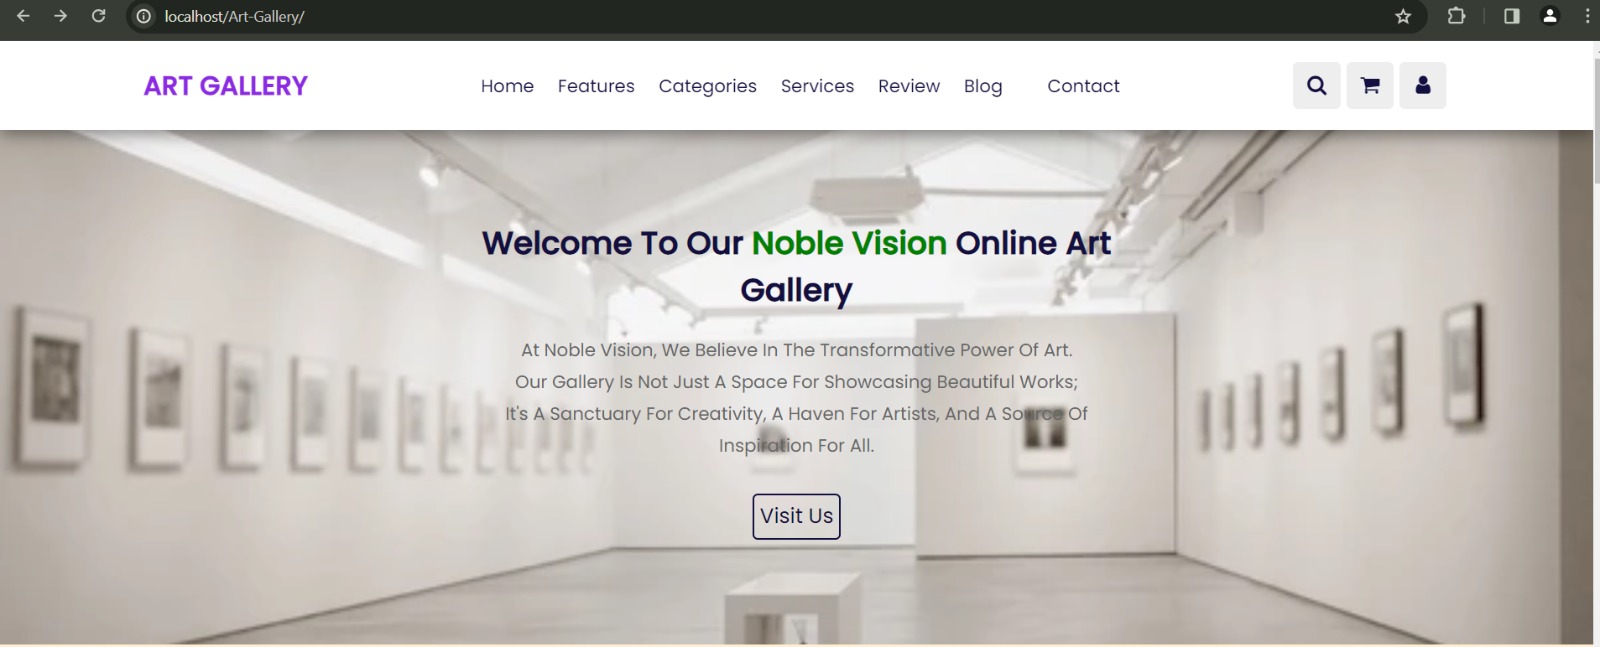 localhost/Art-Gallery/
ART GALLERY
Home Features Categories Services Review Blog Contact
Welcome To Our Noble Vision Online Art
Gallery
At Noble Vision, We Believe In The Transformative Power Of Art.
Our Gallery Is Not Just A Space For Showcasing Beautiful Works;
It's A Sanctuary For Creativity, A Haven For Artists, And A Source Of
Inspiration For All.
Visit Us